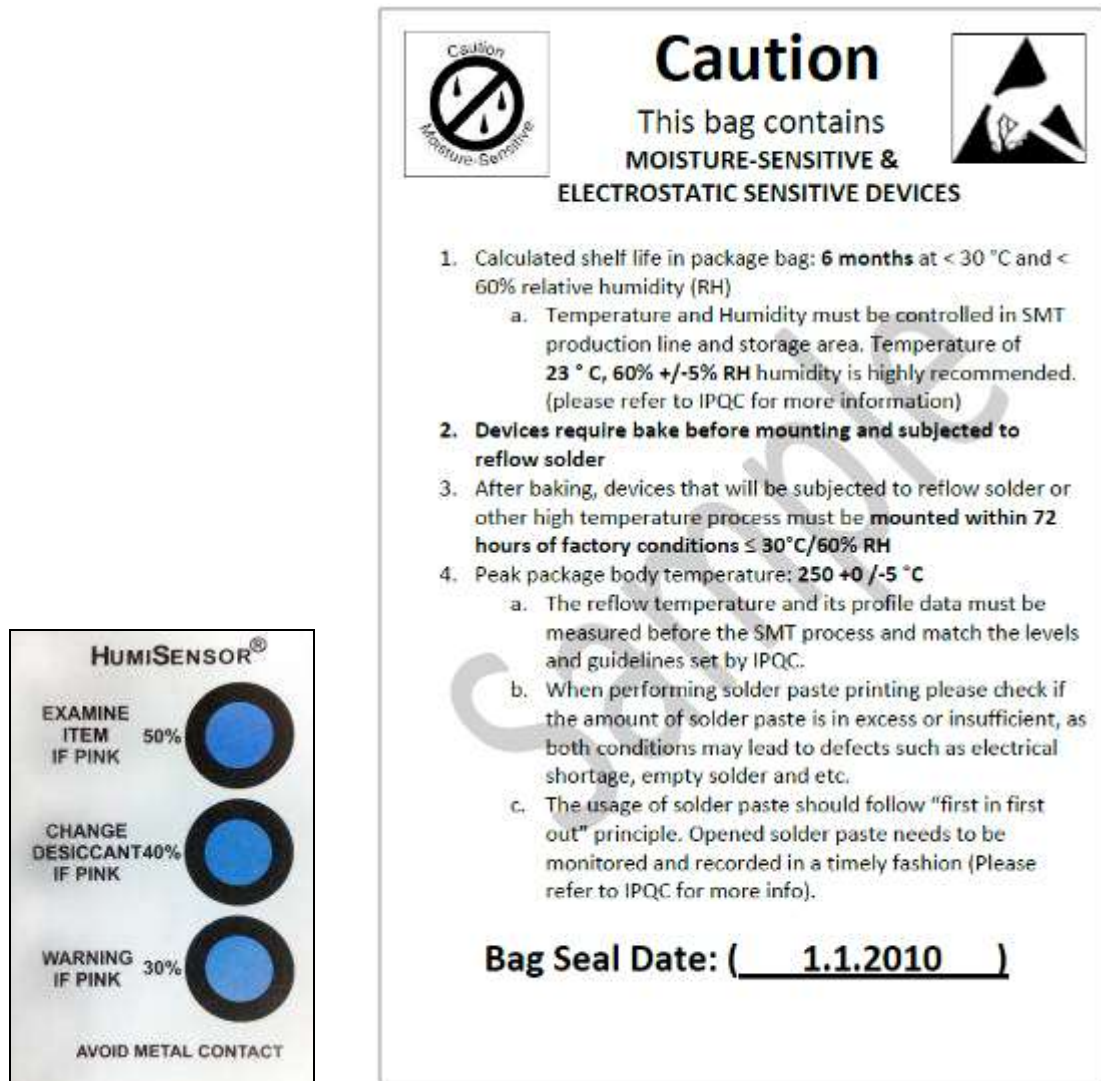 Caution
Moisture-Sensitive
Caution
This bag contains
MOISTURE-SENSITIVE &
ELECTROSTATIC SENSITIVE DEVICES
1. Calculated shelf life in package bag: 6 months at < 30 °C and <
60% relative humidity (RH)
a. Temperature and Humidity must be controlled in SMT
production line and storage area. Temperature of
23 ° C, 60% +/-5% RH humidity is highly recommended.
(please refer to IPQC for more information)
2. Devices require bake before mounting and subjected to
reflow solder
3. After baking, devices that will be subjected to reflow solder or
other high temperature process must be mounted within 72
hours of factory conditions ≤ 30°C/60% RH
4. Peak package body temperature: 250 +0 /-5 °C
a. The reflow temperature and its profile data must be
measured before the SMT process and match the levels
and guidelines set by IPQC.
b. When performing solder paste printing please check if
the amount of solder paste is in excess or insufficient, as
both conditions may lead to defects such as electrical
shortage, empty solder and etc.
c. The usage of solder paste should follow “first in first
out” principle. Opened solder paste needs to be
monitored and recorded in a timely fashion (Please
refer to IPQC for more info).
Bag Seal Date: ( 1.1.2010 )
Sample
HUMISENSOR®
EXAMINE
ITEM 50%
IF PINK
CHANGE
DESICCANT 40%
IF PINK
WARNING 30%
IF PINK
AVOID METAL CONTACT